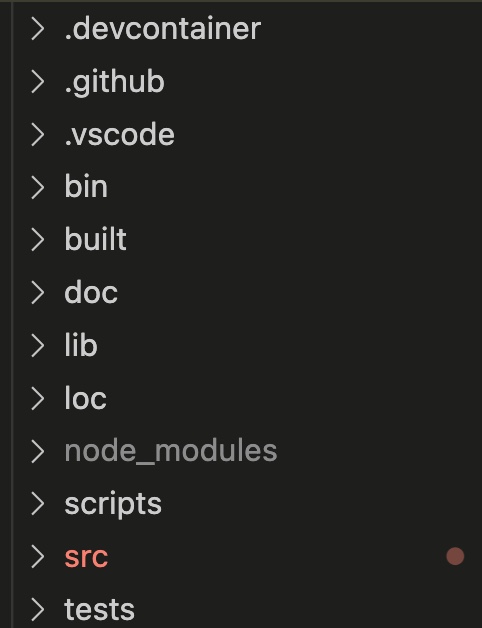 .devcontainer
.github
.vscode
bin
built
doc
lib
loc
node_modules
scripts
src
tests